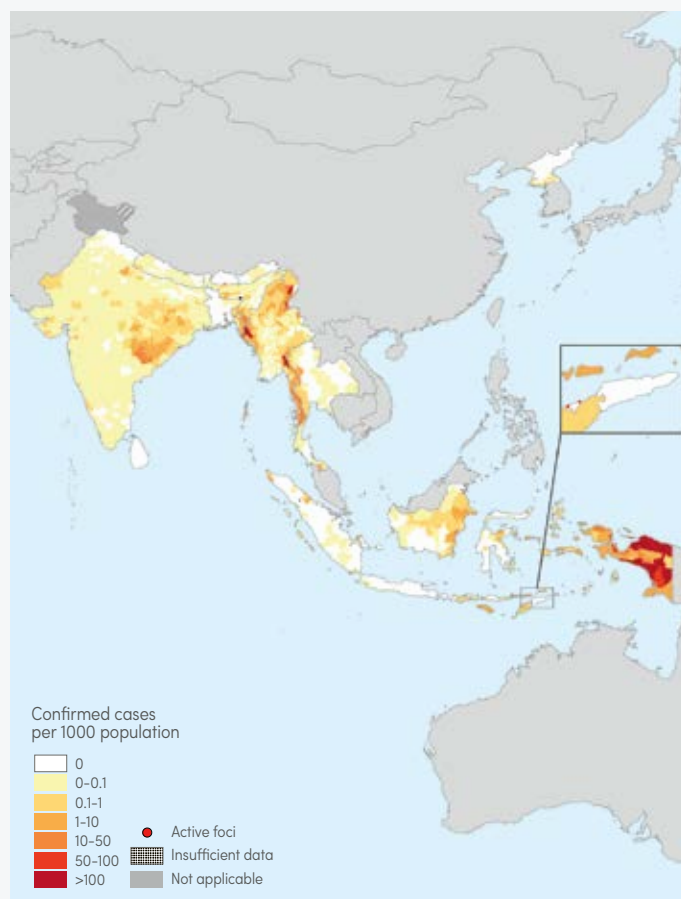 Confirmed cases
per 1000 population
0
0-0.1
0.1-1
1-10
10-50
50-100
>100
Active foci
Insufficient data
Not applicable